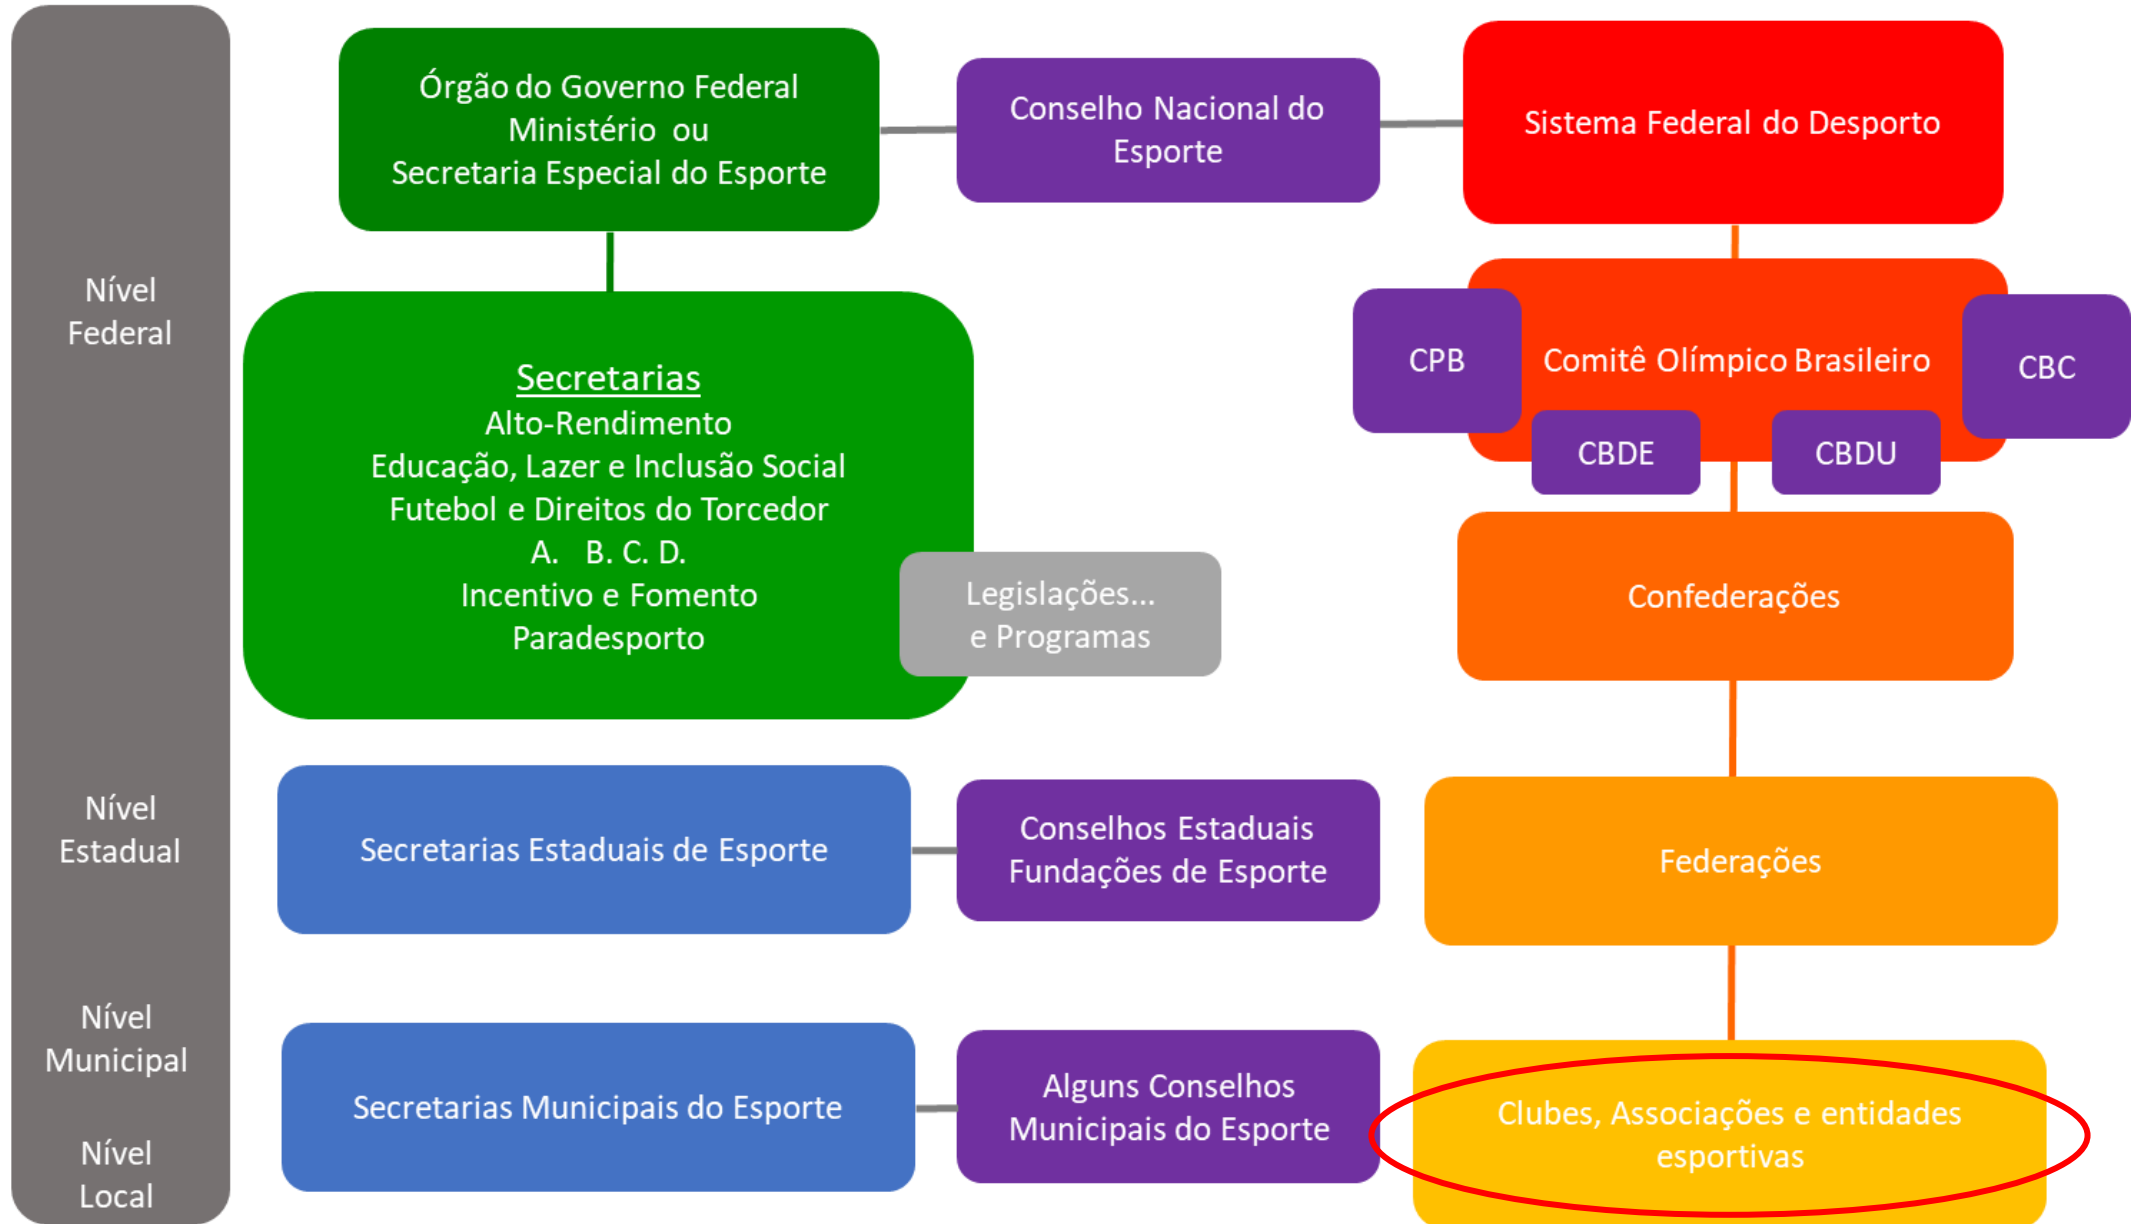 Nível
Federal
Nível
Estadual
Nível
Municipal
Nível
Local
Órgão do Governo Federal
Ministério ou
Secretaria Especial do Esporte
Conselho Nacional do
Esporte
Sistema Federal do Desporto
Secretarias
Alto-Rendimento
Educação, Lazer e Inclusão Social
Futebol e Direitos do Torcedor
A. B. C. D.
Incentivo e Fomento
Paradesporto
Legislações...
e Programas
CPB
Comitê Olímpico Brasileiro
CBC
CBDE
CBDU
Confederações
Secretarias Estaduais de Esporte
Conselhos Estaduais
Fundações de Esporte
Federações
Secretarias Municipais do Esporte
Alguns Conselhos
Municipais do Esporte
Clubes, Associações e entidades
esportivas